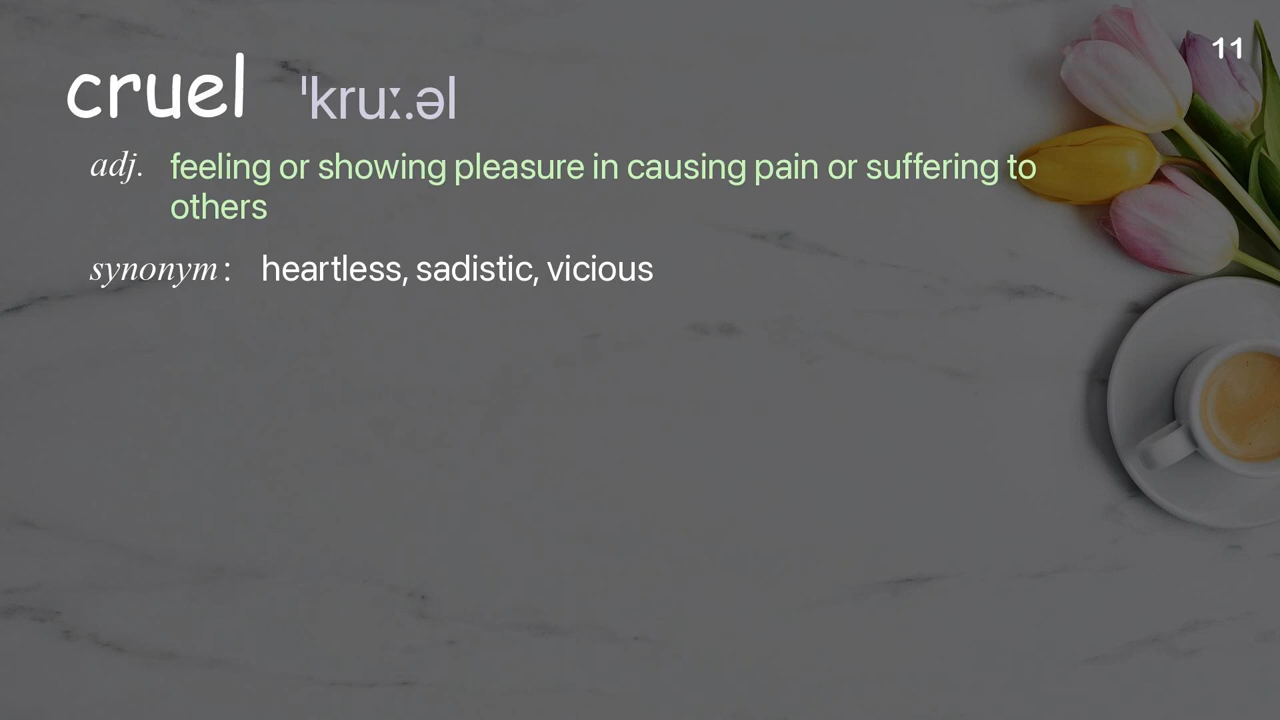 11
cruel ˈkruː.əl
adj. feeling or showing pleasure in causing pain or suffering to
others
synonym: heartless, sadistic, vicious